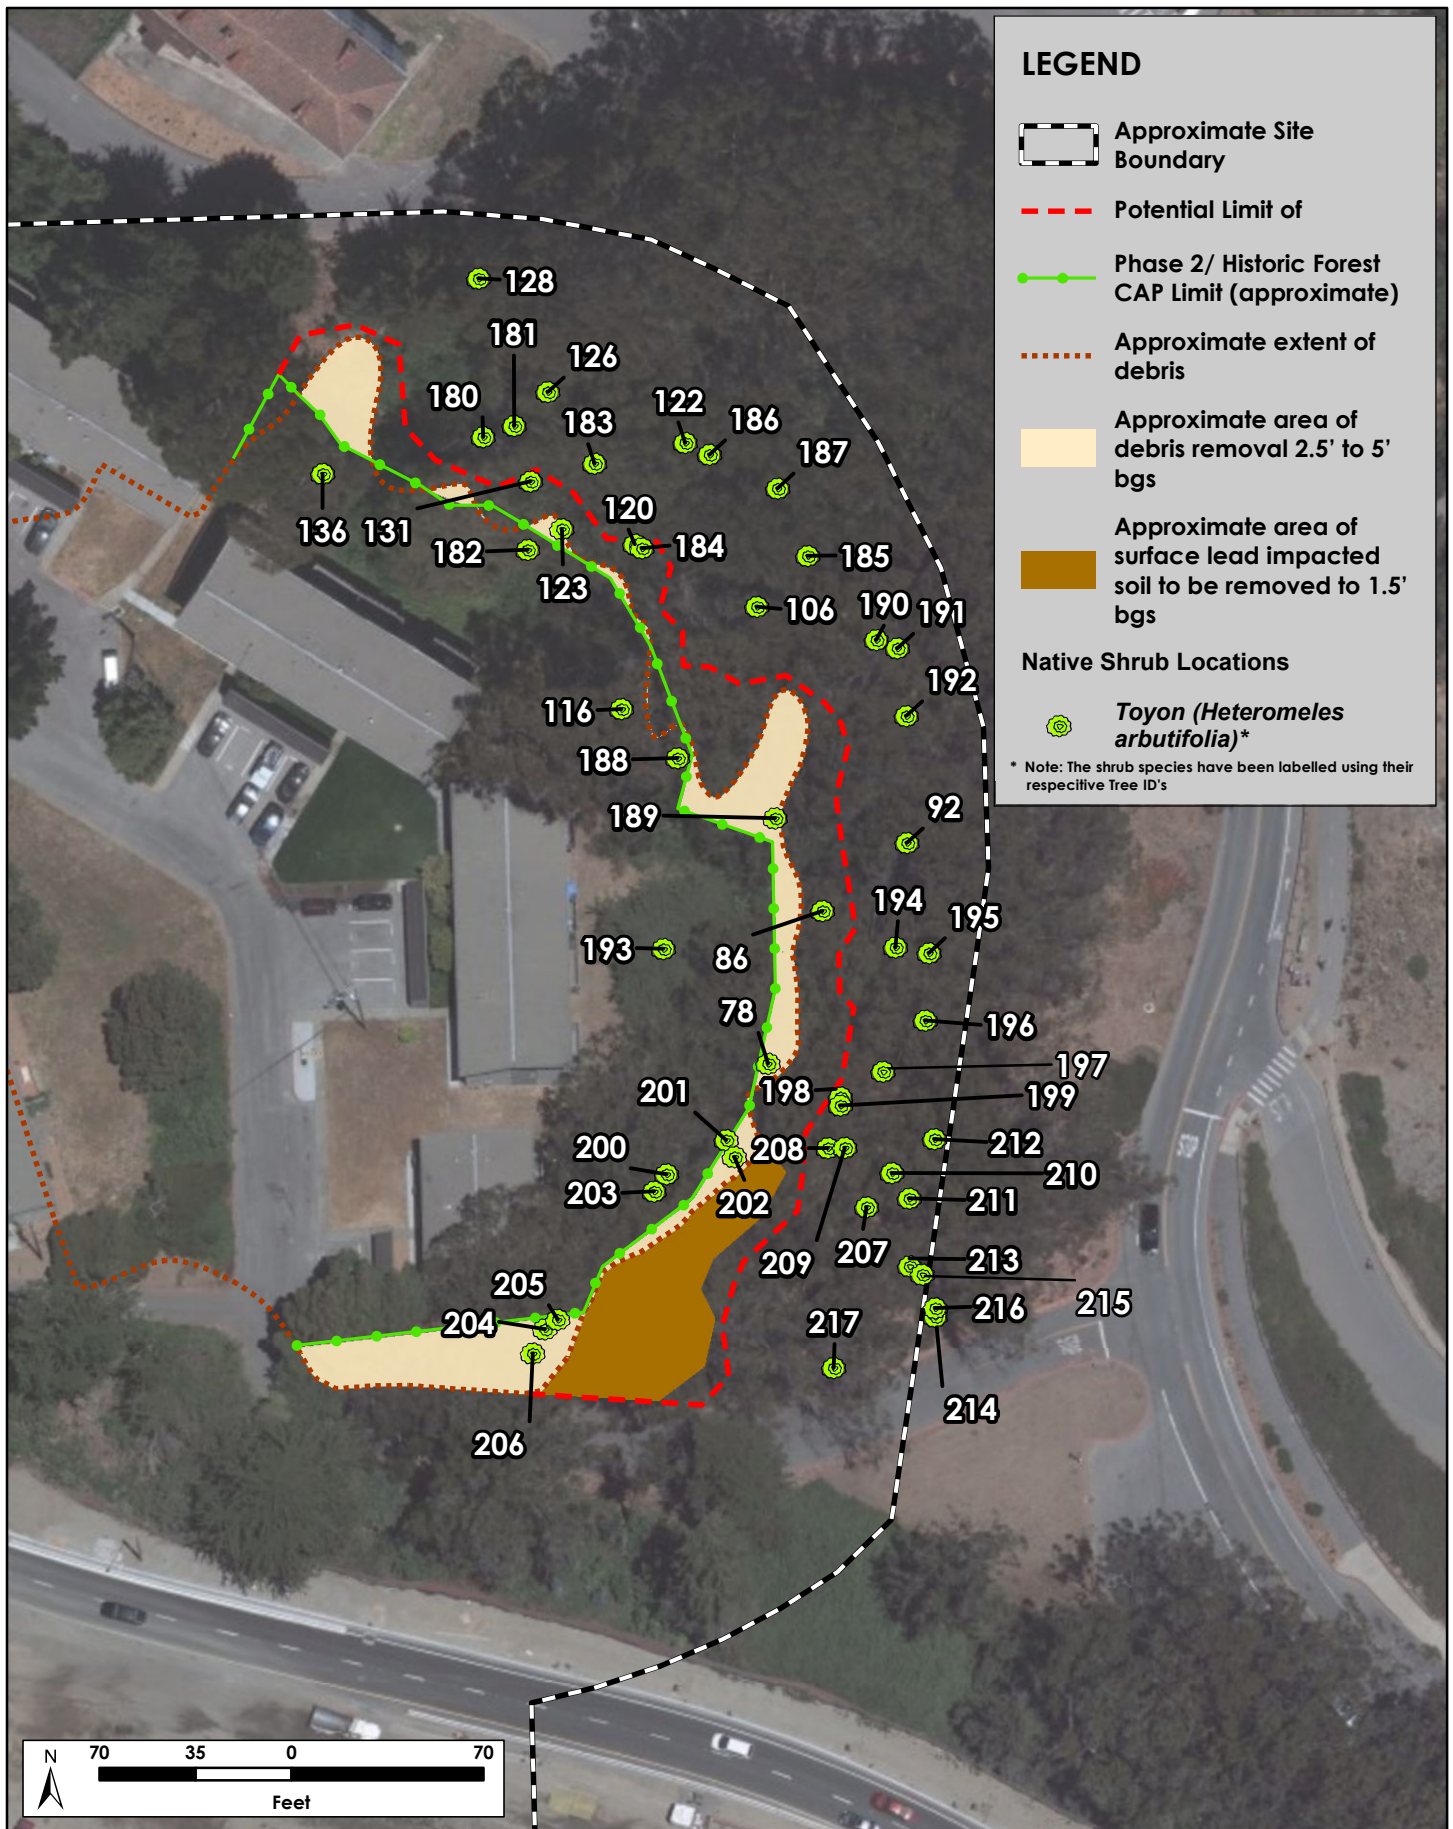 LEGEND
Approximate Site
Boundary
Potential Limit of
Phase 2/ Historic Forest
CAP Limit (approximate)
Approximate extent of
debris
Approximate area of
debris removal 2.5’ to 5’
bgs
Approximate area of
surface lead impacted
soil to be removed to 1.5’
bgs
Native Shrub Locations
Toyon (Heteromeles
arbutifolia)*
* Note: The shrub species have been labelled using their
respecitive Tree ID's
128
181
126
180
183
122
186
187
136
131
182
123
120
184
185
106
190
191
192
116
188
189
92
194
195
193
86
78
196
197
198
199
201
200
203
202
208
212
210
211
209
207
213
215
205
204
216
217
214
206
N
70
35
0
70
Feet